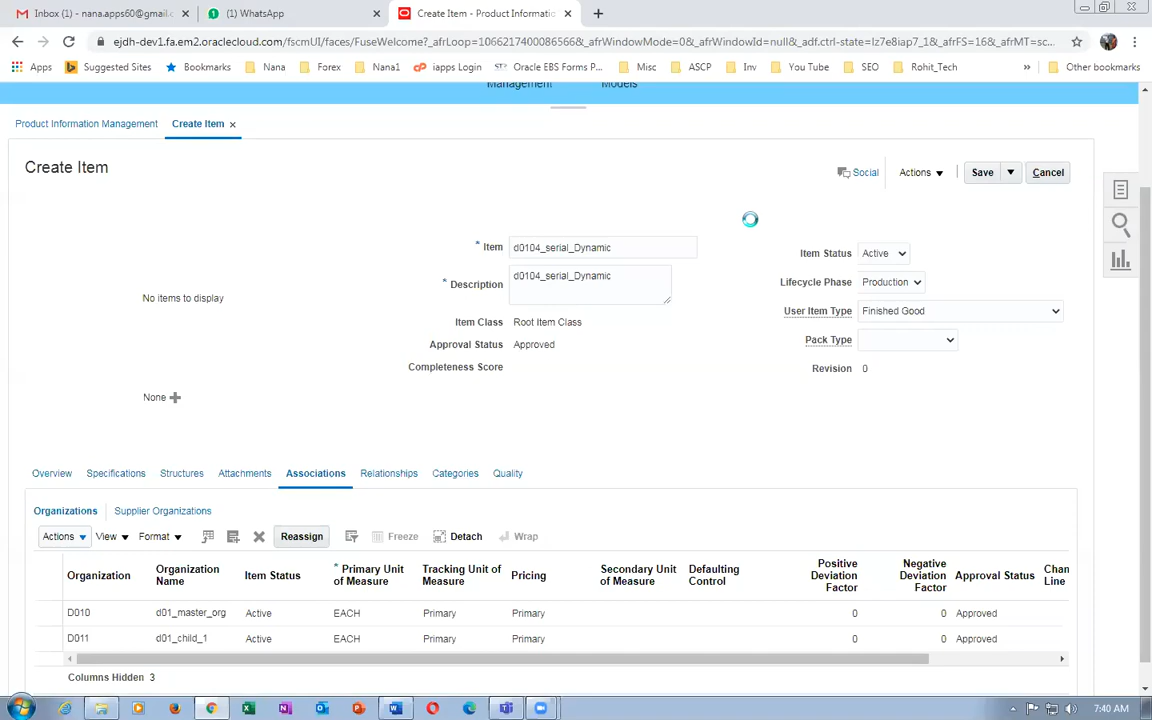 Inbox (1) - nana.apps60@gmail.c
(1) WhatsApp
Create Item - Product Informatio
ejdh-dev1.fa.em2.oraclecloud.com/fscmUI/faces/FuseWelcome?_afrLoop=1066217400086566&_afrWindowMode=0&_afrWindowId=null&_adf.ctrl-state=lz7e8iap7_1&_afrFS=16&_afrMT=sc...
Apps
Suggested Sites
Bookmarks
Nana
Forex
Nana1
iapps Login
Oracle EBS Forms P...
Misc
ASCP
Inv
You Tube
SEO
Rohit_Tech
»
Other bookmarks
Management
Models
Product Information Management
Create Item
Create Item
Social
Actions
Save
Cancel
* Item d0104_serial_Dynamic
* Description d0104_serial_Dynamic
Item Class Root Item Class
Approval Status Approved
Completeness Score
No items to display
None
Item Status Active
Lifecycle Phase Production
User Item Type Finished Good
Pack Type
Revision 0
Overview Specifications Structures Attachments Associations Relationships Categories Quality
Organizations Supplier Organizations
Actions View Format Reassign Freeze Detach Wrap
Organization
Organization Name
Item Status
* Primary Unit of Measure
Tracking Unit of Measure
Pricing
Secondary Unit of Measure
Defaulting Control
Positive Deviation Factor
Negative Deviation Factor
Approval Status
Chan Line
D010 d01_master_org Active EACH Primary Primary 0 0 Approved
D011 d01_child_1 Active EACH Primary Primary 0 0 Approved
Columns Hidden 3
7:40 AM